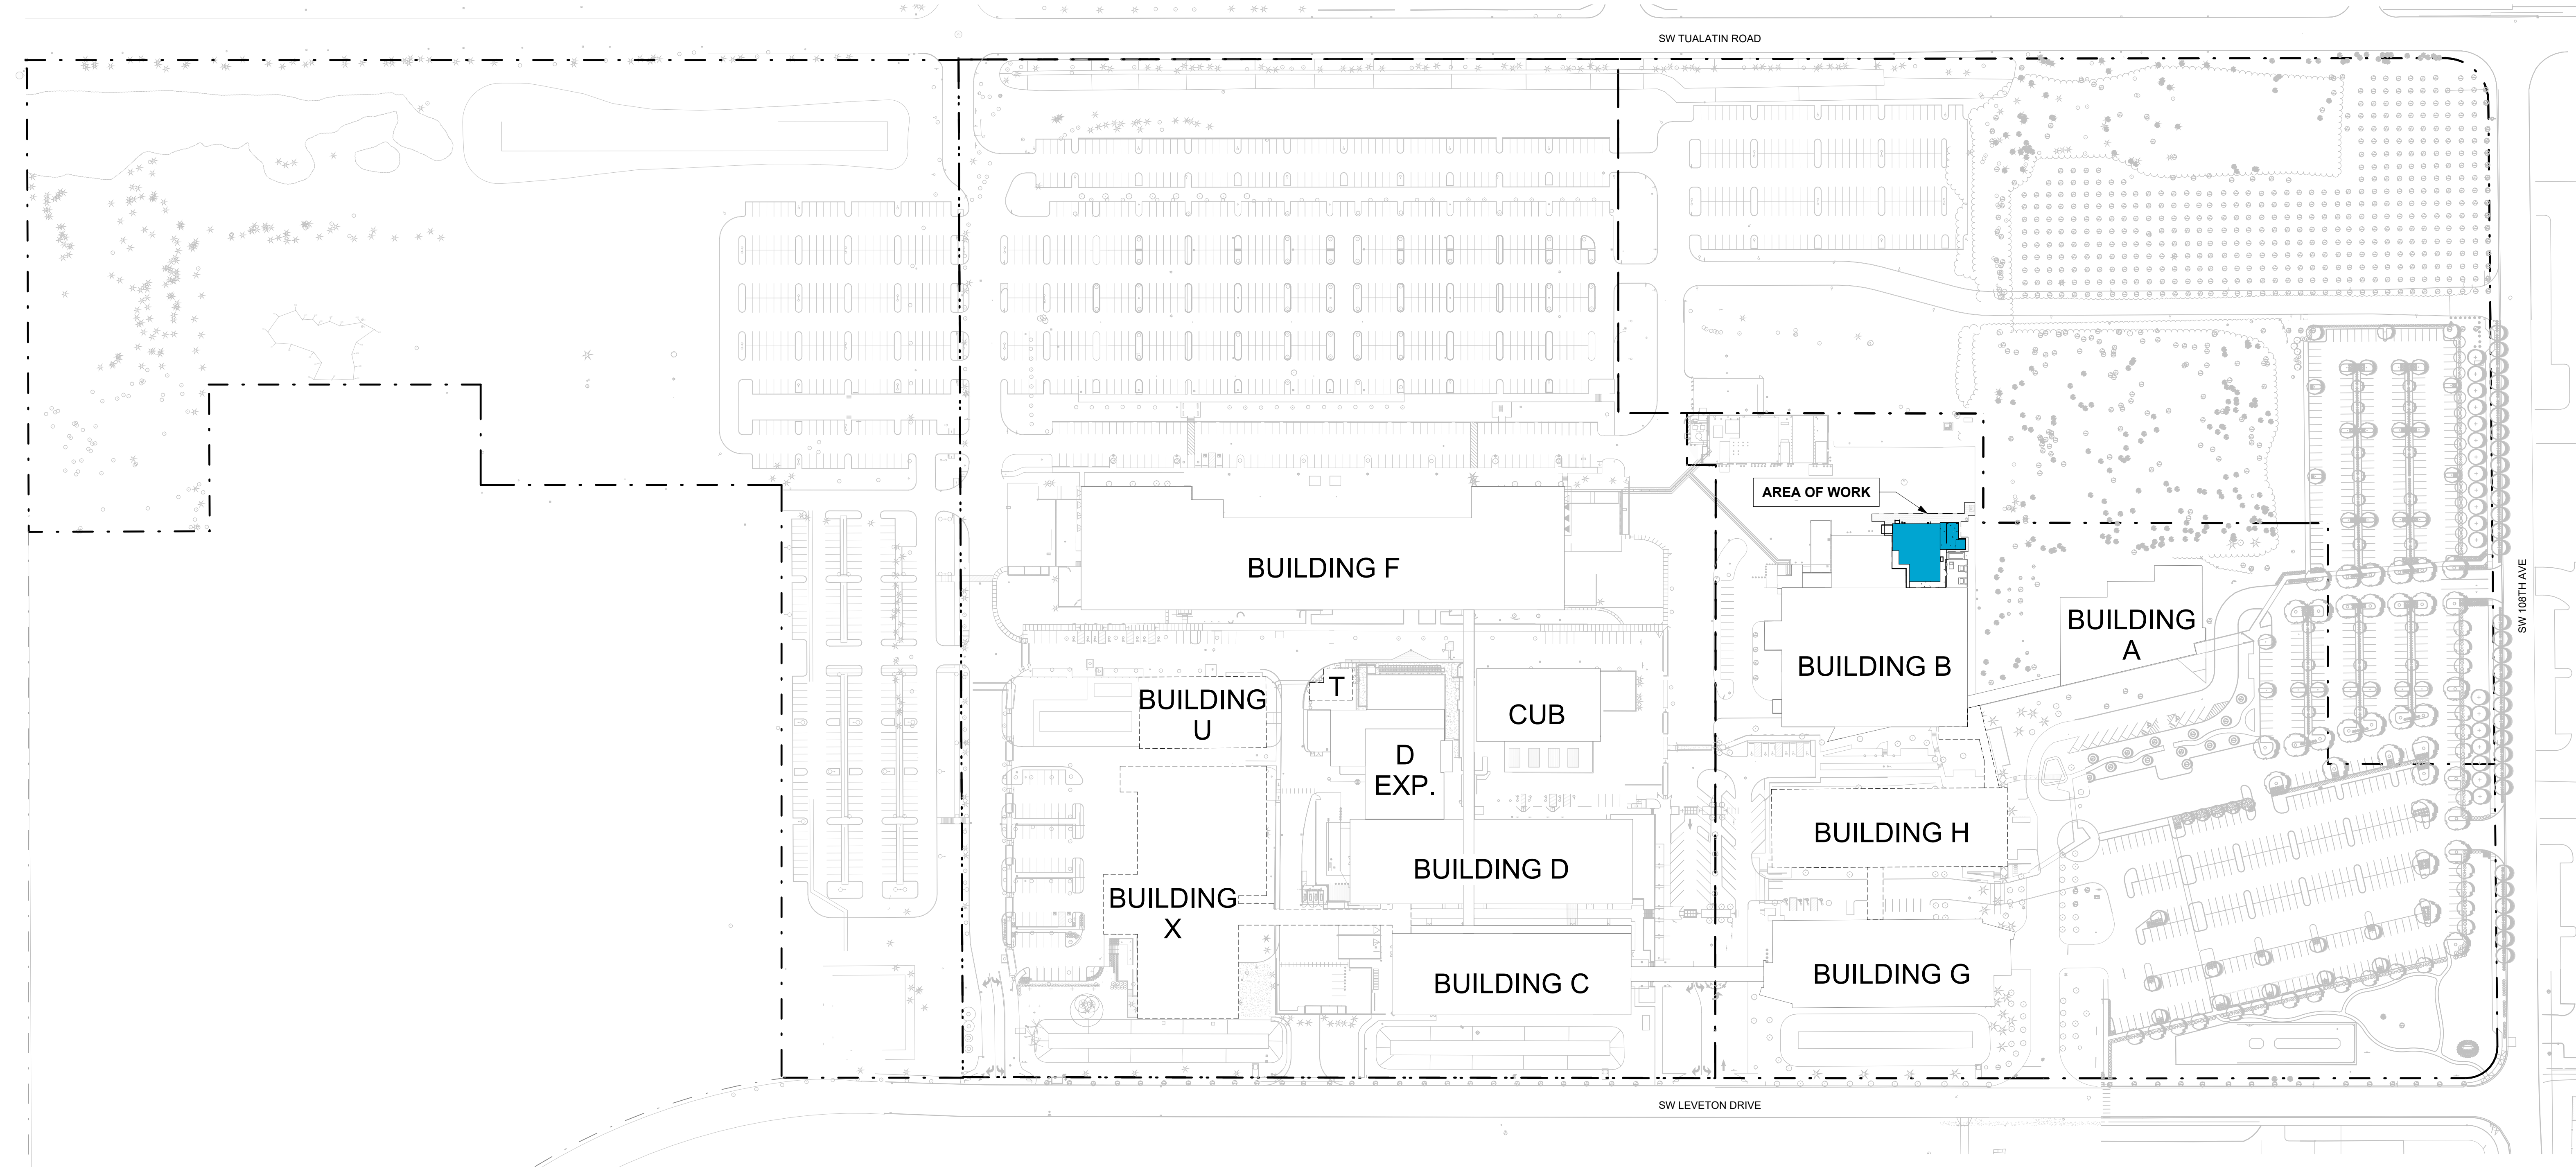 SW TUALATIN ROAD
AREA OF WORK
BUILDING F
SW 108TH AVE
BUILDING
A
BUILDING B
T
BUILDING
U
CUB
D
EXP.
BUILDING H
BUILDING D
BUILDING
X
BUILDING G
BUILDING C
SW LEVETON DRIVE